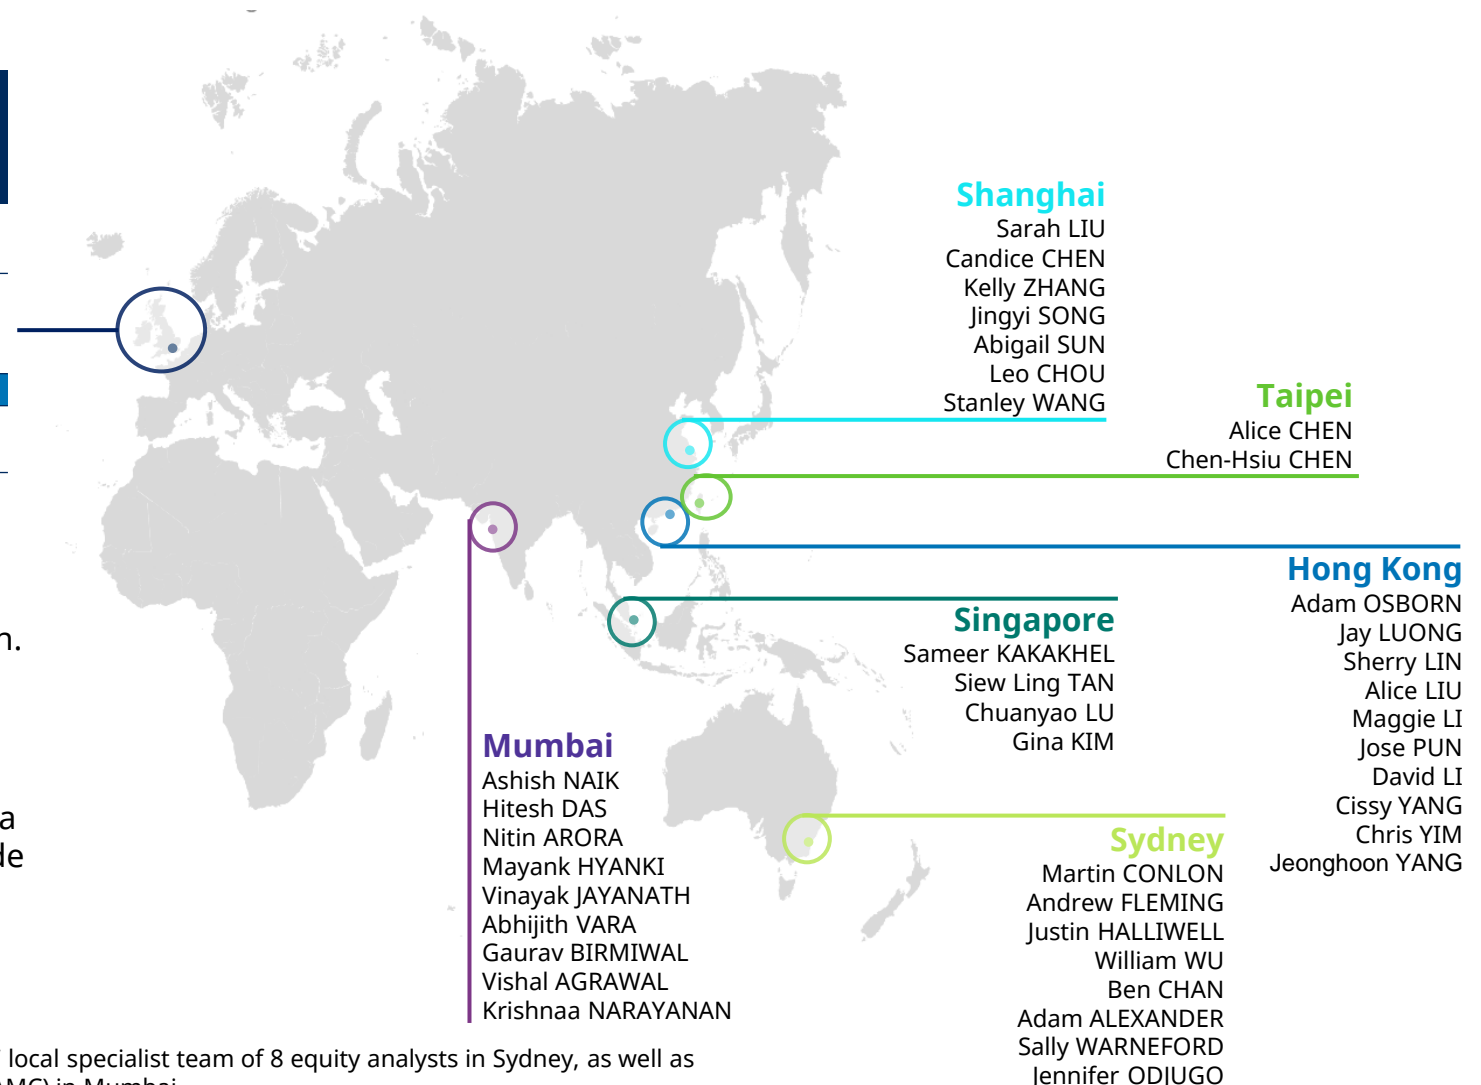 Shanghai
Sarah LIU
Candice CHEN
Kelly ZHANG
Jingyi SONG
Abigail SUN
Leo CHOU
Stanley WANG
Taipei
Alice CHEN
Chen-Hsiu CHEN
Hong Kong
Adam OSBORN
Jay LUONG
Sherry LIN
Alice LIU
Maggie LI
Jose PUN
David LI
Cissy YANG
Chris YIM
Jeonghoon YANG
Singapore
Sameer KAKAKHEL
Siew Ling TAN
Chuanyao LU
Gina KIM
Mumbai
Ashish NAIK
Hitesh DAS
Nitin ARORA
Mayank HYANKI
Vinayak JAYANATH
Abhijith VARA
Gaurav BIRMIWAL
Vishal AGRAWAL
Krishnaa NARAYANAN
Sydney
Martin CONLON
Andrew FLEMING
Justin HALLIWELL
William WU
Ben CHAN
Adam ALEXANDER
Sally WARNEFORD
Jennifer ODJUGO
local specialist team of 8 equity analysts in Sydney, as well as
AMC) in Mumbai